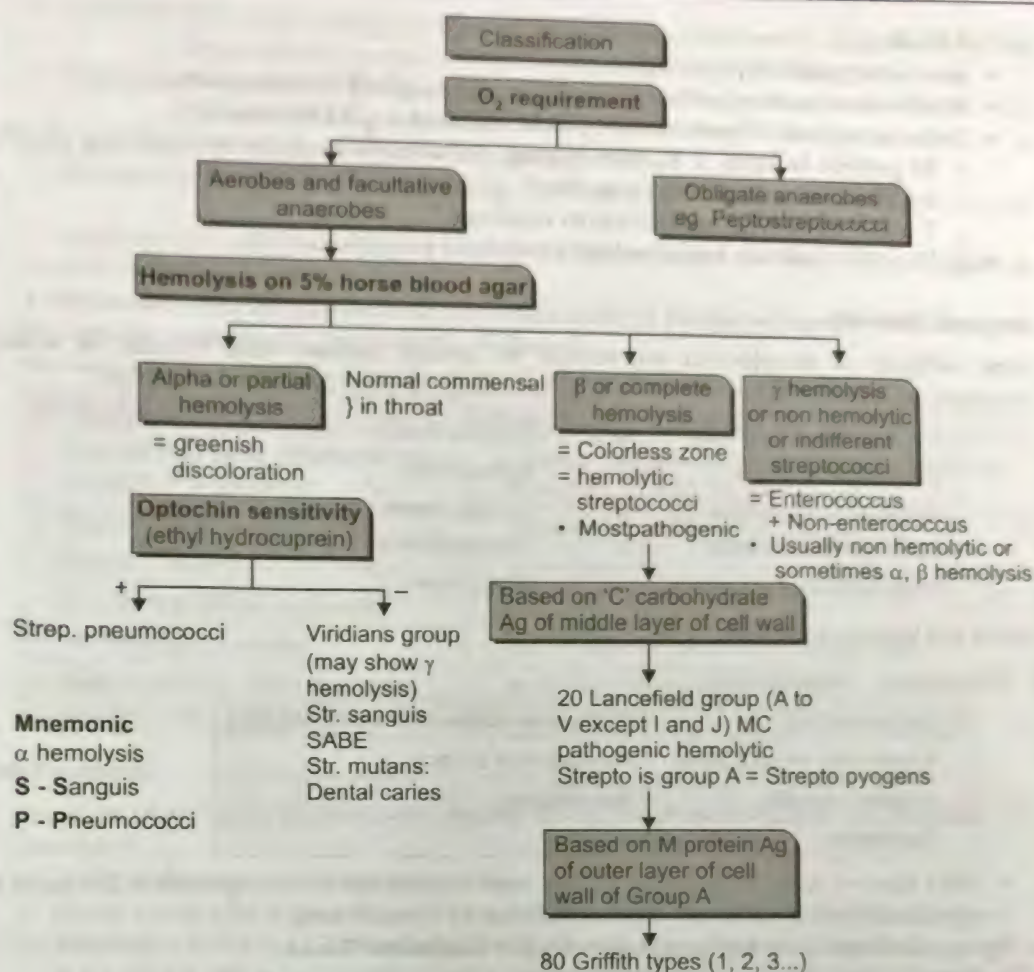 Classification
O₂ requirement
Aerobes and facultative
anaerobes
Obligate anaerobes
eg. Peptostreptococci
Hemolysis on 5% horse blood agar
Alpha or partial
hemolysis
= greenish
discoloration
Normal commensal
} in throat
β or complete
hemolysis
= Colorless zone
= hemolytic
streptococci
• Mostpathogenic
γ hemolysis
or non hemolytic
or indifferent
streptococci
= Enterococcus
+ Non-enterococcus
• Usually non hemolytic or
sometimes α, β hemolysis
Optochin sensitivity
(ethyl hydrocuprein)
+
−
Strep. pneumococci
Viridians group
(may show γ
hemolysis)
Str. sanguis
SABE
Str. mutans:
Dental caries
Mnemonic
α hemolysis
S - Sanguis
P - Pneumococci
Based on 'C' carbohydrate
Ag of middle layer of cell wall
20 Lancefield group (A to
V except I and J) MC
pathogenic hemolytic
Strepto is group A = Strepto pyogens
Based on M protein Ag
of outer layer of cell
wall of Group A
80 Griffith types (1, 2, 3...)